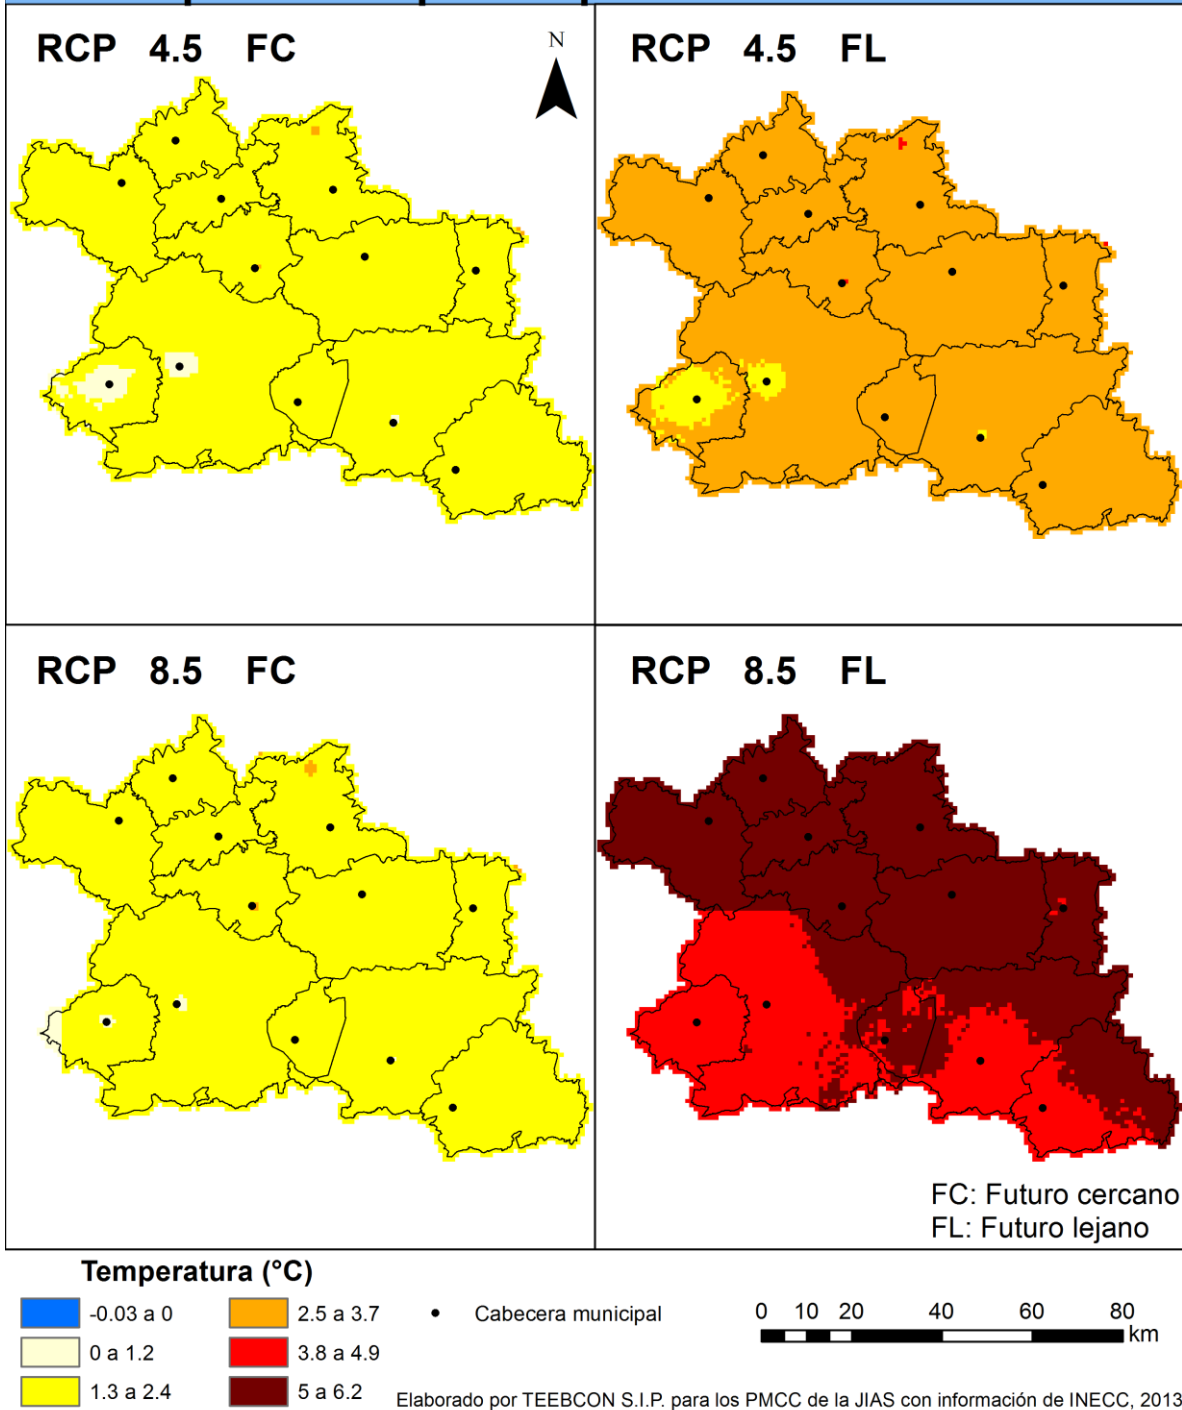 RCP 4.5 FC
N
RCP 4.5 FL
RCP 8.5 FC
RCP 8.5 FL
FC: Futuro cercano
FL: Futuro lejano
Temperatura (°C)
-0.03 a 0
0 a 1.2
1.3 a 2.4
2.5 a 3.7
3.8 a 4.9
5 a 6.2
Cabecera municipal
0 10 20 40 60 80
km
Elaborado por TEEBCON S.I.P. para los PMCC de la JIAS con información de INECC, 2013